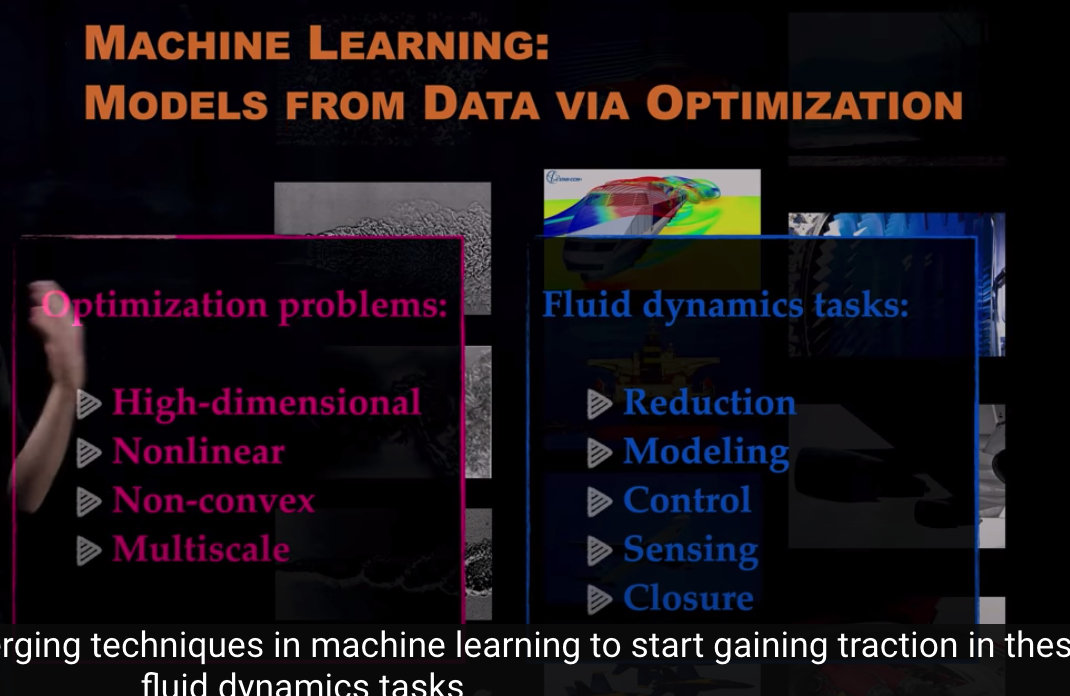 MACHINE LEARNING:
MODELS FROM DATA VIA OPTIMIZATION
Optimization problems:
High-dimensional
Nonlinear
Non-convex
Multiscale
Fluid dynamics tasks:
Reduction
Modeling
Control
Sensing
Closure
erging techniques in machine learning to start gaining traction in thes
fluid dynamics tasks